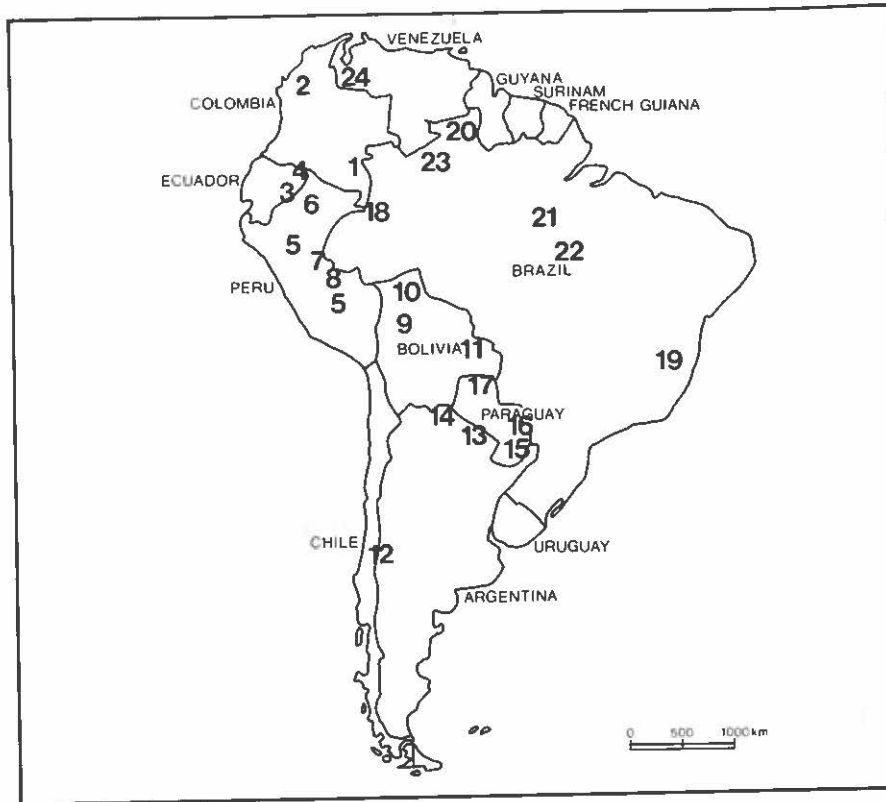 VENEZUELA
24
2
GUYANA
SURINAM
FRENCH GUIANA
COLOMBIA
20
23
1
4
ECUADOR
3
6
18
21
5
7
22
BRAZIL
8
PERU
5
10
9
BOLIVIA
11
19
17
14
PARAGUAY
16
13
15
CHILE
12
URUGUAY
ARGENTINA
0 500 1000 km